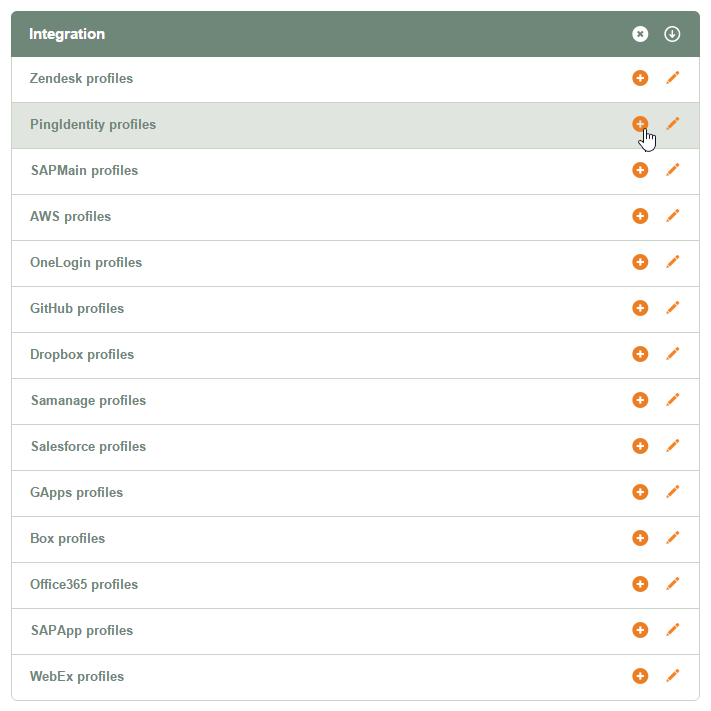 Integration
Zendesk profiles
PingIdentity profiles
SAPMain profiles
AWS profiles
OneLogin profiles
GitHub profiles
Dropbox profiles
Samanage profiles
Salesforce profiles
GApps profiles
Box profiles
Office365 profiles
SAPApp profiles
WebEx profiles